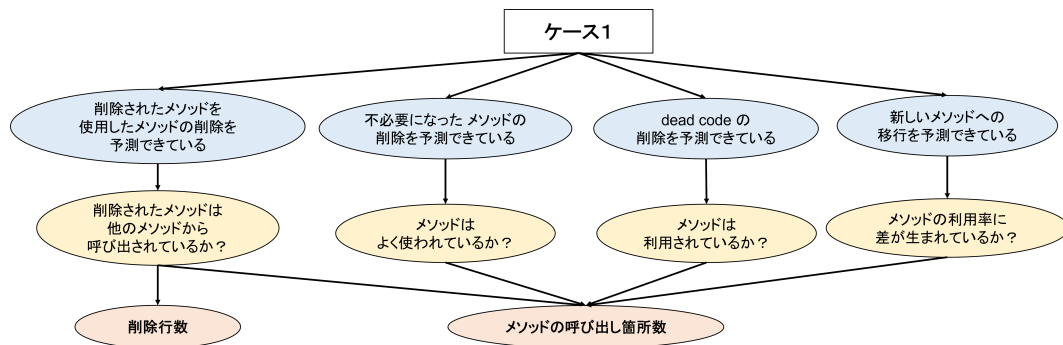 ケース1
削除されたメソッドを
使用したメソッドの削除を
予測できている
不必要になった メソッドの
削除を予測できている
dead code の
削除を予測できている
新しいメソッドへの
移行を予測できている
削除されたメソッドは
他のメソッドから
呼び出されているか？
メソッドは
よく使われているか？
メソッドは
利用されているか？
メソッドの利用率に
差が生まれているか？
削除行数
メソッドの呼び出し箇所数